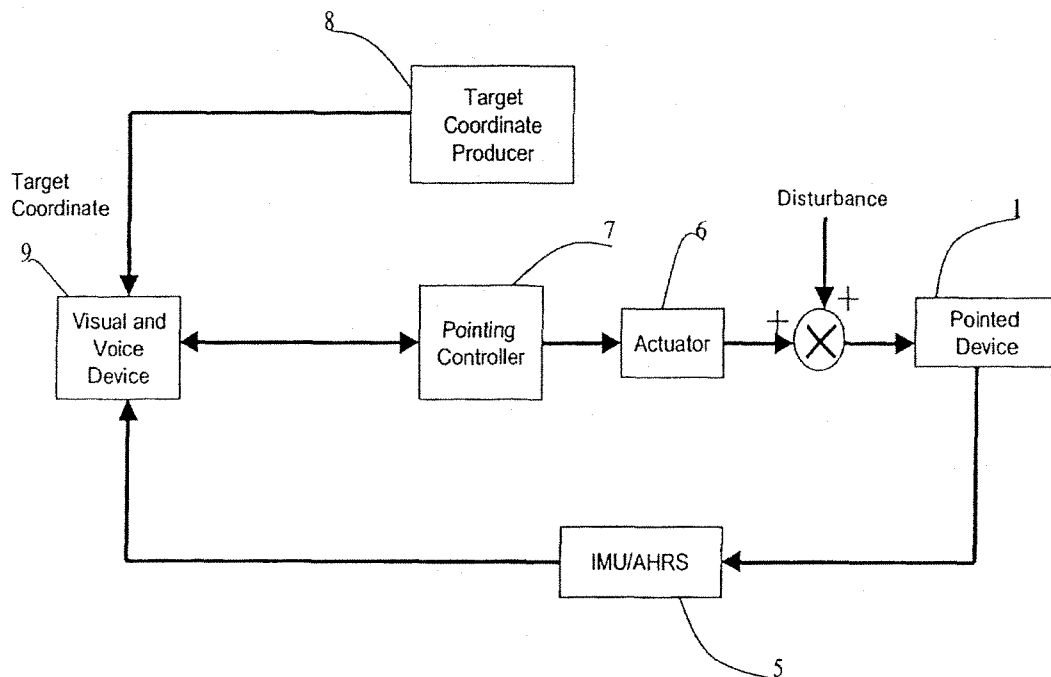 8
Target
Coordinate
Producer
Target
Coordinate
Disturbance
9
7
6
1
Visual and
Voice
Device
Pointing
Controller
Actuator
+
+
Pointed
Device
IMU/AHRS
5